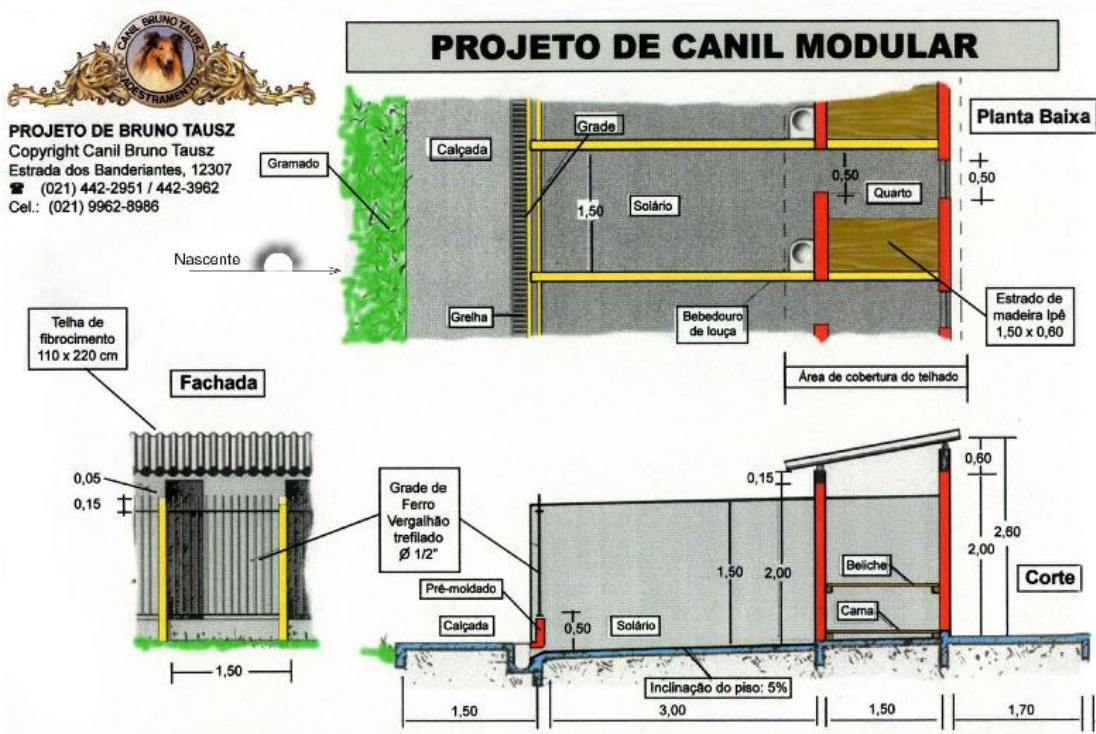 CANIL BRUNO TAUSZ
ADESTRAMENTO
PROJETO DE CANIL MODULAR
PROJETO DE BRUNO TAUSZ
Copyright Canil Bruno Tausz
Estrada dos Banderiantes, 12307
☎ (021) 442-2951 / 442-3962
Cel.: (021) 9962-8986
Planta Baixa
Gramado
Calçada
Grade
Solário
1,50
0,50
Quarto
0,50
Nascente
Grelha
Bebedouro
de louça
Estrado de
madeira Ipê
1,50 x 0,60
Área de cobertura do telhado
Telha de
fibrocimento
110 x 220 cm
Fachada
0,05
0,15
1,50
Grade de
Ferro
Vergalhão
trefilado
Ø 1/2"
Pré-moldado
Calçada
0,50
Solário
1,50
2,00
0,15
0,60
2,60
2,00
Beliche
Cama
Corte
Inclinação do piso: 5%
1,50
3,00
1,50
1,70